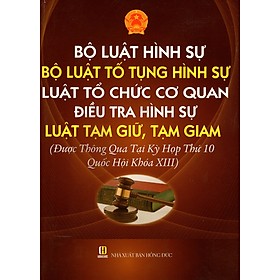 BỘ LUẬT HÌNH SỰ
BỘ LUẬT TỐ TỤNG HÌNH SỰ
LUẬT TỔ CHỨC CƠ QUAN
ĐIỀU TRA HÌNH SỰ
LUẬT TẠM GIỮ, TẠM GIAM
(Được Thông Qua Tại Kỳ Họp Thứ 10
Quốc Hội Khóa XIII)
NHÀ XUẤT BẢN HỒNG ĐỨC